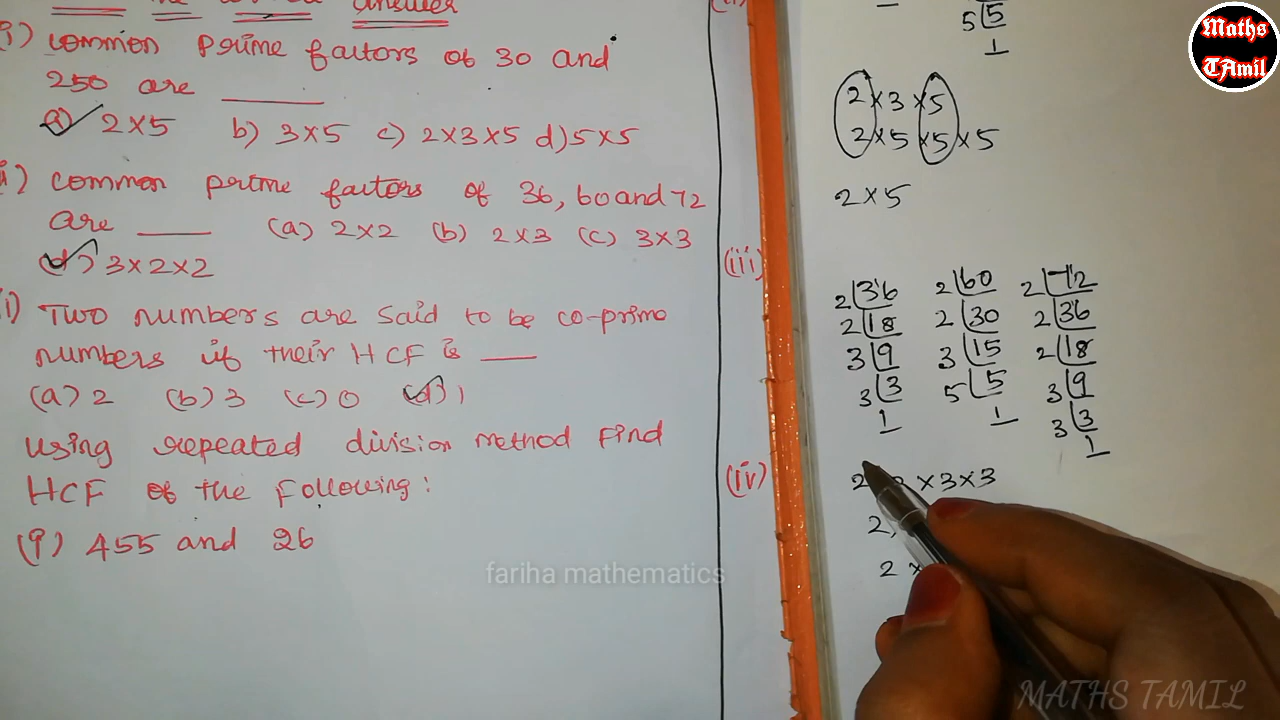 answer
i) common prime factors of 30 and
250 are ______
a) 2×5 b) 3×5 c) 2×3×5 d) 5×5
ii) common prime factors of 36, 60 and 72
are ____ (a) 2×2 (b) 2×3 (c) 3×3
(d) 3×2×2
i) Two numbers are said to be co-prime
numbers if their HCF is ____
(a) 2 (b) 3 (c) 0 (d) 1
Using repeated division method Find
HCF of the Following:
(i) 455 and 26
5 5
1
2×3×5
2×5×5×5
2×5
(iii)
2 36 2 60 2 72
2 18 2 30 2 36
3 9 3 15 2 18
3 3 5 5 3 9
1 1 3 3
1
(iv)
2 ×3×3
2
2 ×
Maths
TAmil
fariha mathematics
MATHS TAMIL